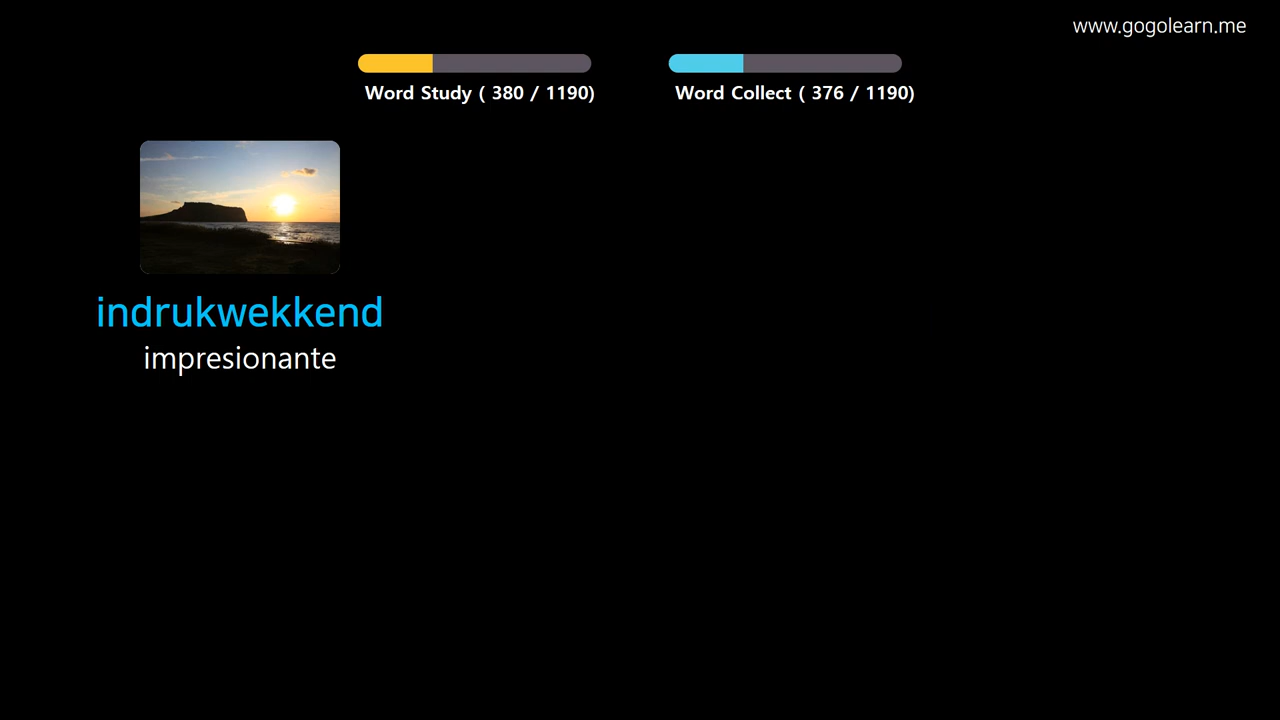 www.gogolearn.me
Word Study ( 380 / 1190)
Word Collect ( 376 / 1190)
indrukwekkend
impresionante